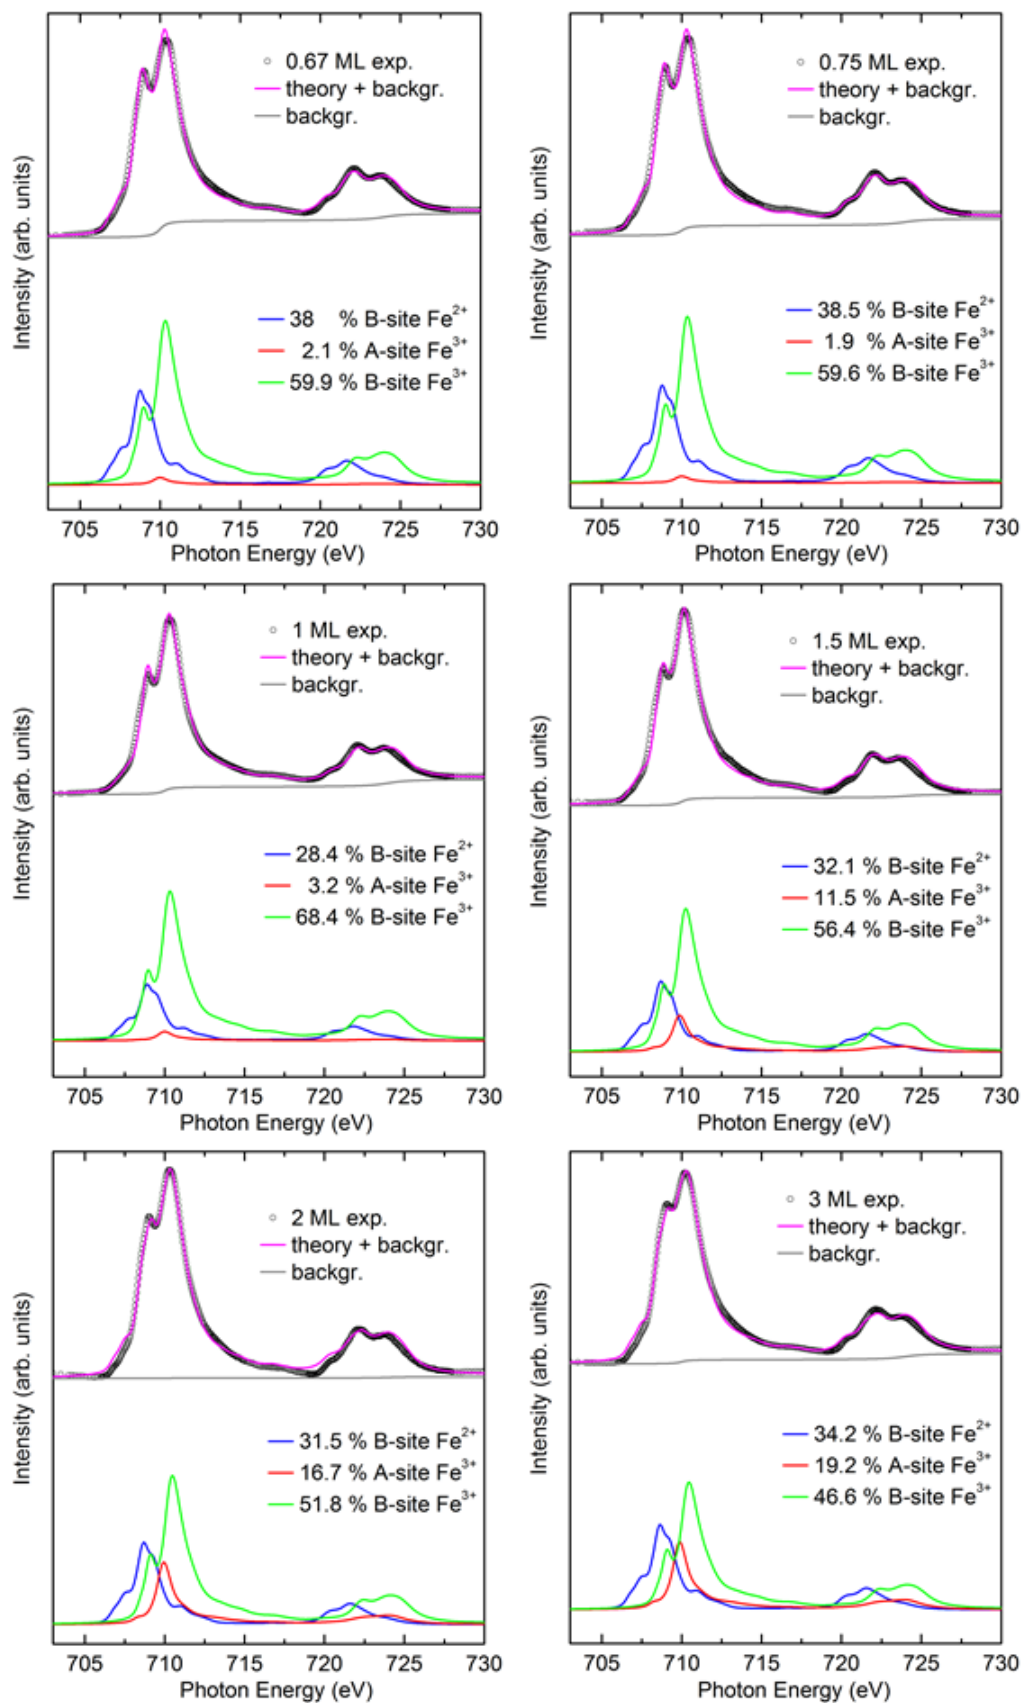 0.67 ML exp.
theory + backgr.
backgr.
38 % B-site Fe²⁺
2.1 % A-site Fe³⁺
59.9 % B-site Fe³⁺
Intensity (arb. units)
705 710 715 720 725 730
Photon Energy (eV)
0.75 ML exp.
theory + backgr.
backgr.
38.5 % B-site Fe²⁺
1.9 % A-site Fe³⁺
59.6 % B-site Fe³⁺
Intensity (arb. units)
705 710 715 720 725 730
Photon Energy (eV)
1 ML exp.
theory + backgr.
backgr.
28.4 % B-site Fe²⁺
3.2 % A-site Fe³⁺
68.4 % B-site Fe³⁺
Intensity (arb. units)
705 710 715 720 725 730
Photon Energy (eV)
1.5 ML exp.
theory + backgr.
backgr.
32.1 % B-site Fe²⁺
11.5 % A-site Fe³⁺
56.4 % B-site Fe³⁺
Intensity (arb. units)
705 710 715 720 725 730
Photon Energy (eV)
2 ML exp.
theory + backgr.
backgr.
31.5 % B-site Fe²⁺
16.7 % A-site Fe³⁺
51.8 % B-site Fe³⁺
Intensity (arb. units)
705 710 715 720 725 730
Photon Energy (eV)
3 ML exp.
theory + backgr.
backgr.
34.2 % B-site Fe²⁺
19.2 % A-site Fe³⁺
46.6 % B-site Fe³⁺
Intensity (arb. units)
705 710 715 720 725 730
Photon Energy (eV)